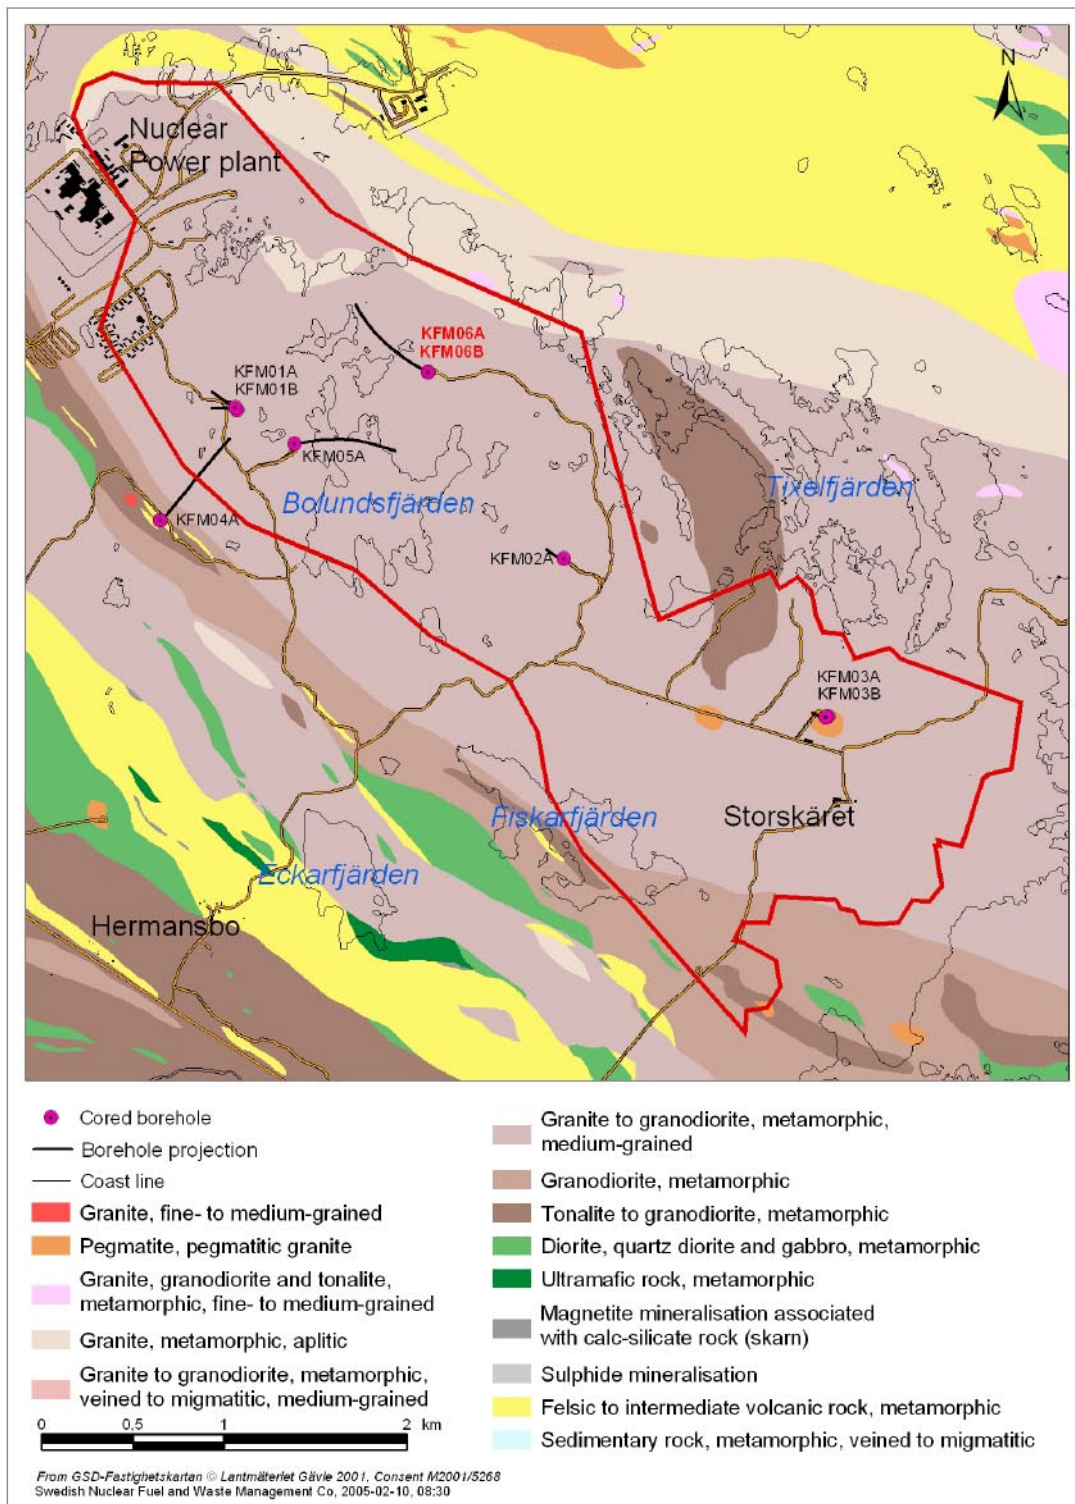 N
Nuclear
Power plant
KFM06A
KFM06B
KFM01A
KFM01B
KFM05A
Bolundsfjärden
Tixelfjärden
KFM04A
KFM02A
KFM03A
KFM03B
Fiskarfjärden
Storskäret
Eckarfjärden
Hermansbo
Cored borehole
Borehole projection
Coast line
Granite, fine- to medium-grained
Pegmatite, pegmatitic granite
Granite, granodiorite and tonalite,
metamorphic, fine- to medium-grained
Granite, metamorphic, aplitic
Granite to granodiorite, metamorphic,
veined to migmatitic, medium-grained
Granite to granodiorite, metamorphic,
medium-grained
Granodiorite, metamorphic
Tonalite to granodiorite, metamorphic
Diorite, quartz diorite and gabbro, metamorphic
Ultramafic rock, metamorphic
Magnetite mineralisation associated
with calc-silicate rock (skarn)
Sulphide mineralisation
Felsic to intermediate volcanic rock, metamorphic
Sedimentary rock, metamorphic, veined to migmatitic
0 0,5 1 2 km
From GSD-Fastighetskartan © Lantmäteriet Gävle 2001, Consent M2001/5268
Swedish Nuclear Fuel and Waste Management Co, 2005-02-10, 08:30